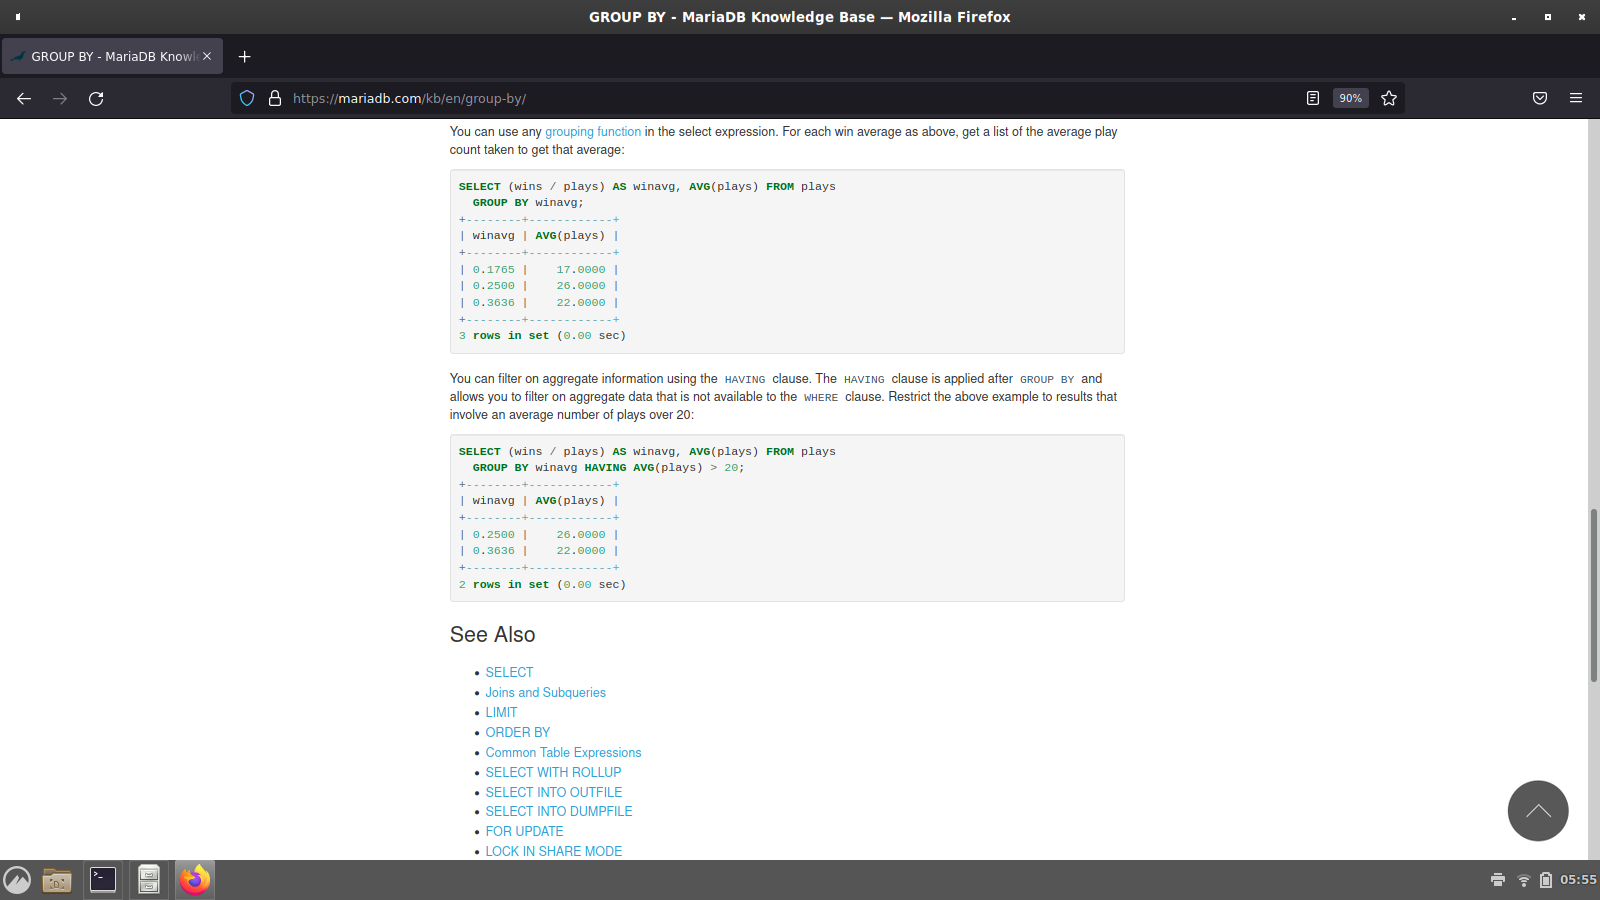 GROUP BY - MariaDB Knowledge Base — Mozilla Firefox
GROUP BY - MariaDB Knowle
https://mariadb.com/kb/en/group-by/
90%
You can use any grouping function in the select expression. For each win average as above, get a list of the average play
count taken to get that average:
SELECT (wins / plays) AS winavg, AVG(plays) FROM plays
  GROUP BY winavg;
+--------+------------+
| winavg | AVG(plays) |
+--------+------------+
| 0.1765 |    17.0000 |
| 0.2500 |    26.0000 |
| 0.3636 |    22.0000 |
+--------+------------+
3 rows in set (0.00 sec)
You can filter on aggregate information using the HAVING clause. The HAVING clause is applied after GROUP BY and
allows you to filter on aggregate data that is not available to the WHERE clause. Restrict the above example to results that
involve an average number of plays over 20:
SELECT (wins / plays) AS winavg, AVG(plays) FROM plays
  GROUP BY winavg HAVING AVG(plays) > 20;
+--------+------------+
| winavg | AVG(plays) |
+--------+------------+
| 0.2500 |    26.0000 |
| 0.3636 |    22.0000 |
+--------+------------+
2 rows in set (0.00 sec)
See Also
• SELECT
• Joins and Subqueries
• LIMIT
• ORDER BY
• Common Table Expressions
• SELECT WITH ROLLUP
• SELECT INTO OUTFILE
• SELECT INTO DUMPFILE
• FOR UPDATE
• LOCK IN SHARE MODE
05:55